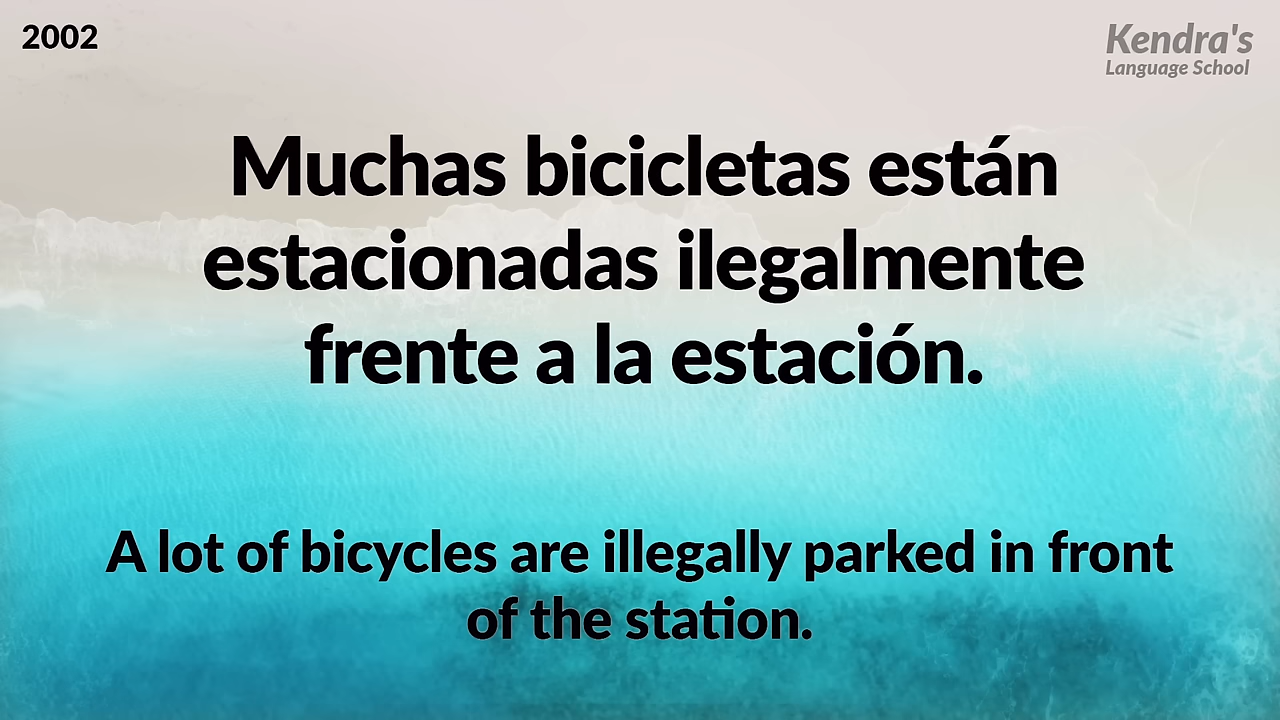 2002
Kendra's
Language School
Muchas bicicletas están
estacionadas ilegalmente
frente a la estación.
A lot of bicycles are illegally parked in front
of the station.